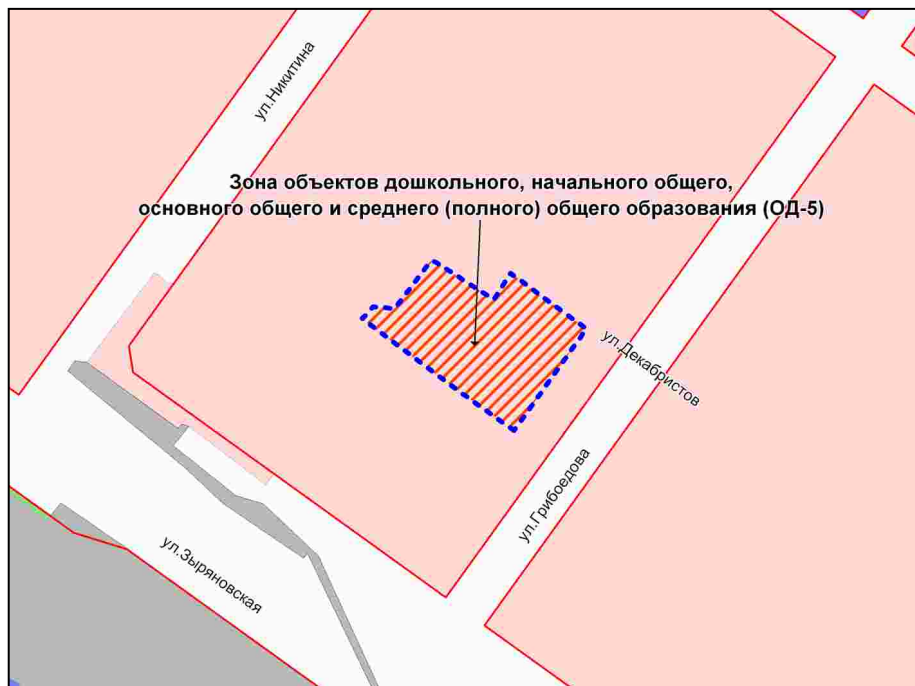 ул.Никитина
Зона объектов дошкольного, начального общего,
основного общего и среднего (полного) общего образования (ОД-5)
ул.Декабристов
ул.Грибоедова
ул.Зыряновская